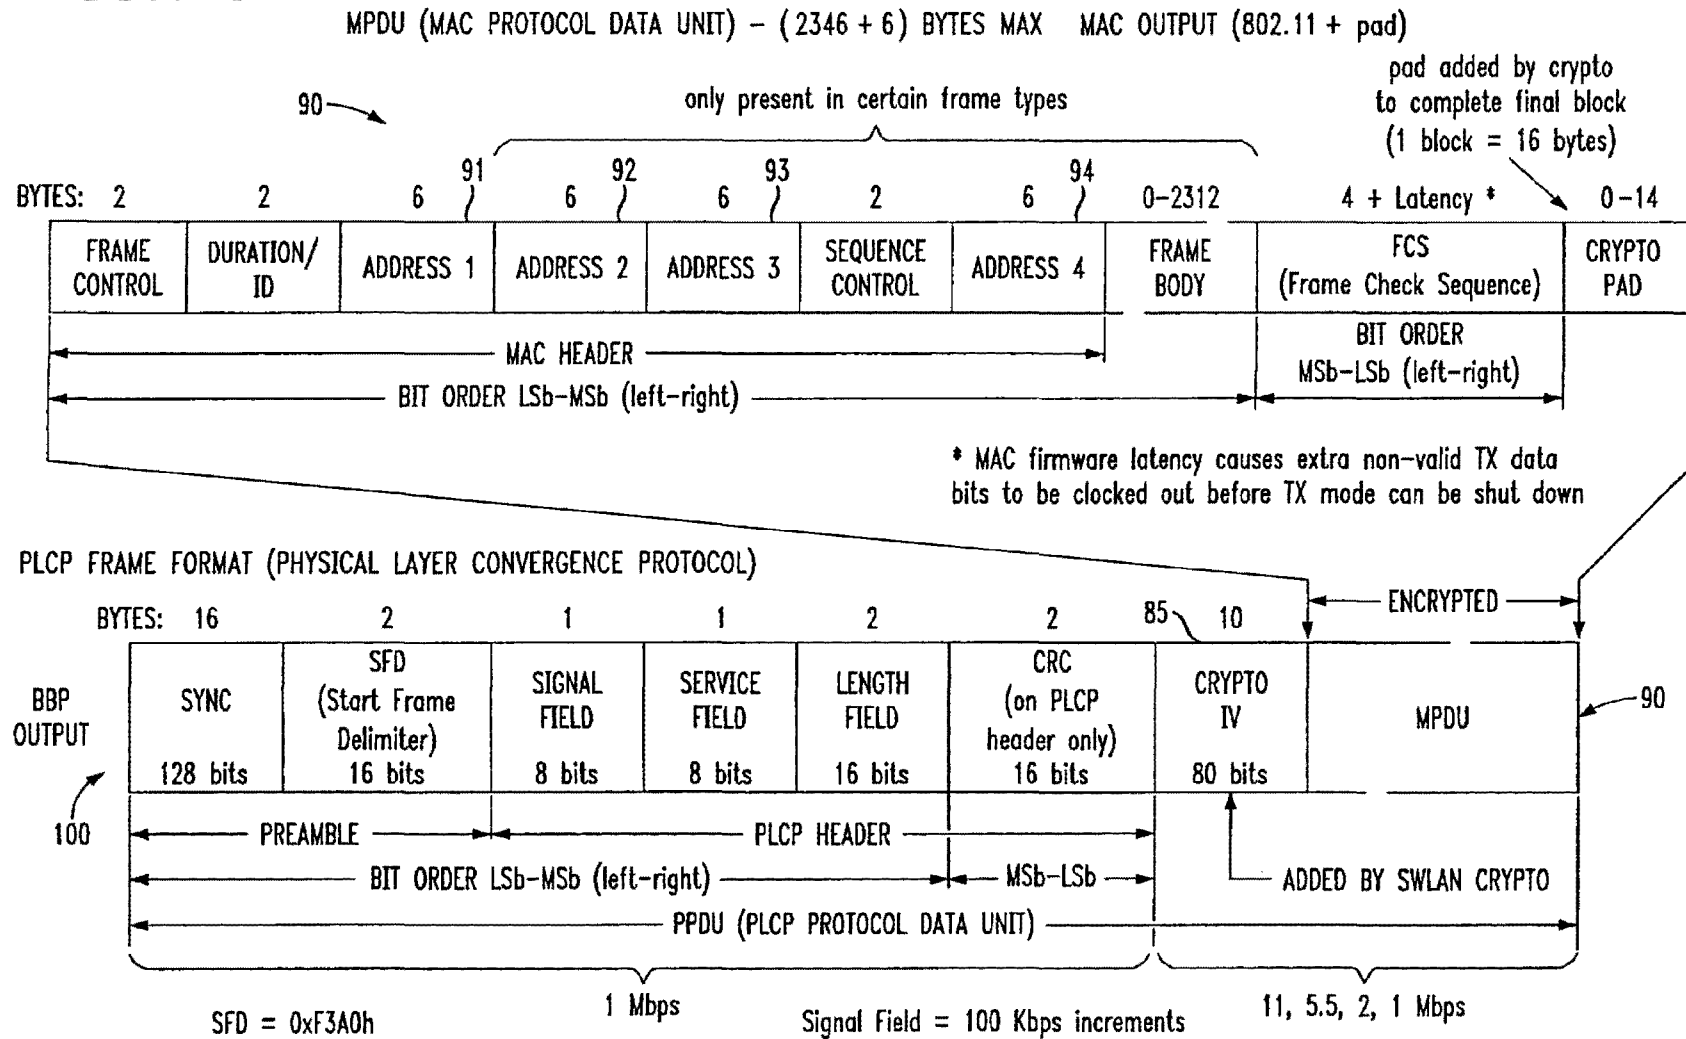 MPDU (MAC PROTOCOL DATA UNIT) - (2346 + 6) BYTES MAX MAC OUTPUT (802.11 + pad)
pad added by crypto
to complete final block
(1 block = 16 bytes)
90
only present in certain frame types
91
92
93
94
BYTES: 2 2 6 6 6 2 6 0-2312 4 + Latency * 0-14
FRAME CONTROL
DURATION/ ID
ADDRESS 1
ADDRESS 2
ADDRESS 3
SEQUENCE CONTROL
ADDRESS 4
FRAME BODY
FCS
(Frame Check Sequence)
CRYPTO PAD
MAC HEADER
BIT ORDER LSb-MSb (left-right)
BIT ORDER
MSb-LSb (left-right)
* MAC firmware latency causes extra non-valid TX data
bits to be clocked out before TX mode can be shut down
PLCP FRAME FORMAT (PHYSICAL LAYER CONVERGENCE PROTOCOL)
ENCRYPTED
BYTES: 16 2 1 1 2 2 85 10
BBP
OUTPUT
100
SYNC
128 bits
SFD
(Start Frame
Delimiter)
16 bits
SIGNAL
FIELD
8 bits
SERVICE
FIELD
8 bits
LENGTH
FIELD
16 bits
CRC
(on PLCP
header only)
16 bits
CRYPTO
IV
80 bits
MPDU
90
PREAMBLE
PLCP HEADER
BIT ORDER LSb-MSb (left-right)
MSb-LSb
ADDED BY SWLAN CRYPTO
PPDU (PLCP PROTOCOL DATA UNIT)
1 Mbps
11, 5.5, 2, 1 Mbps
SFD = 0xF3A0h
Signal Field = 100 Kbps increments